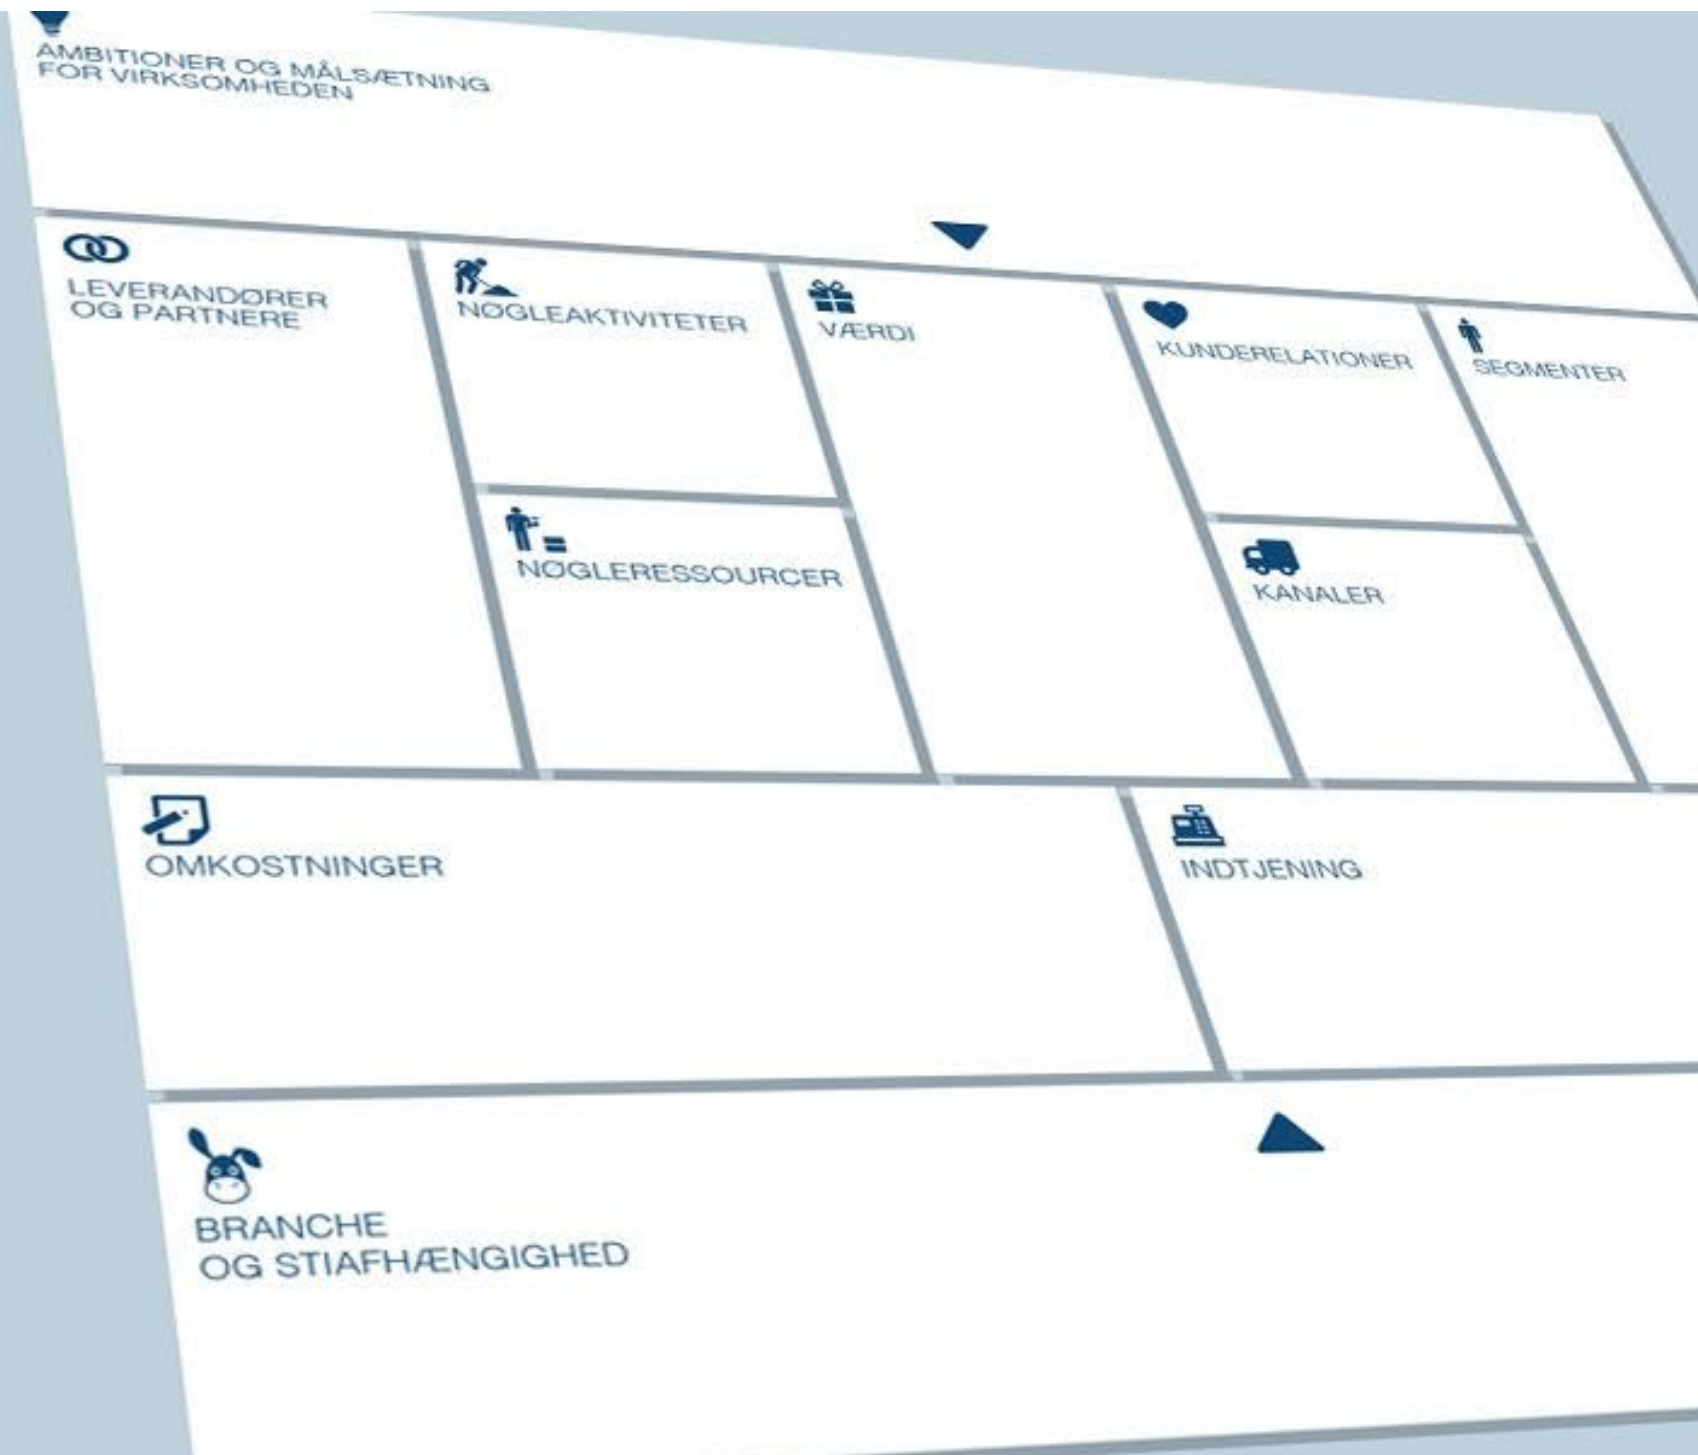 AMBITIONER OG MÅLSÆTNING
FOR VIRKSOMHEDEN
LEVERANDØRER
OG PARTNERE
NØGLEAKTIVITETER
VÆRDI
KUNDERELATIONER
SEGMENTER
NØGLERESSOURCER
KANALER
OMKOSTNINGER
INDTJENING
BRANCHE
OG STIAFHÆNGIGHED